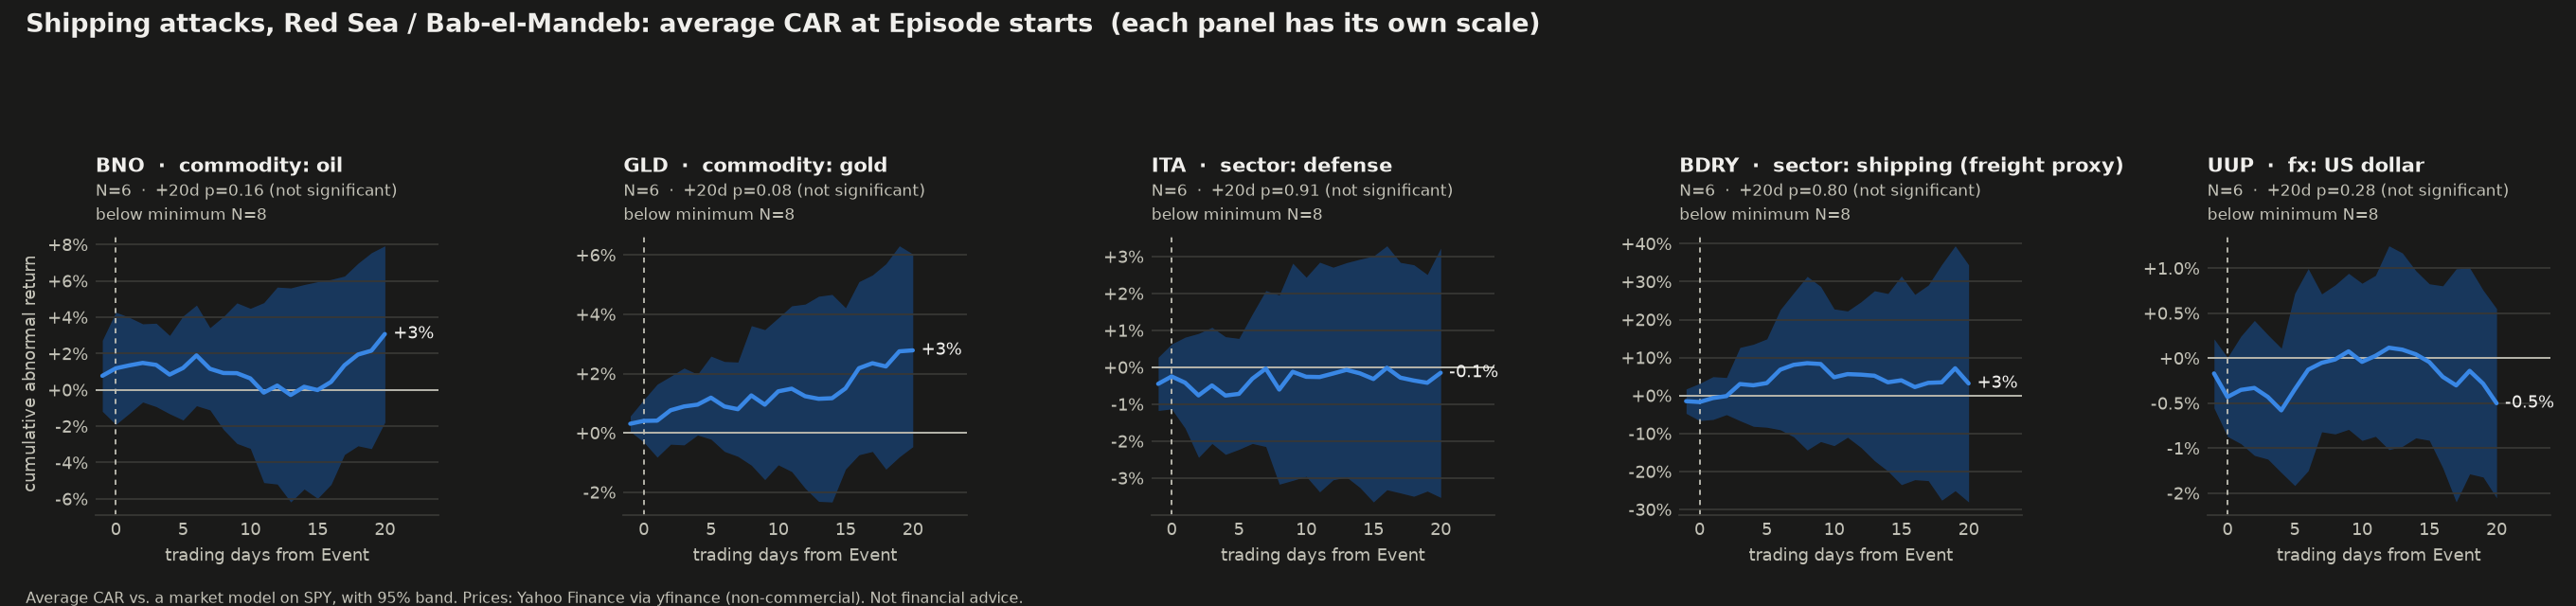 Shipping attacks, Red Sea / Bab-el-Mandeb: average CAR at Episode starts  (each panel has its own scale)
BNO · commodity: oil
N=6 · +20d p=0.16 (not significant)
below minimum N=8
cumulative abnormal return
+8%
+6%
+4%
+2%
+0%
-2%
-4%
-6%
+3%
0 5 10 15 20
trading days from Event
GLD · commodity: gold
N=6 · +20d p=0.08 (not significant)
below minimum N=8
+6%
+4%
+2%
+0%
-2%
+3%
0 5 10 15 20
trading days from Event
ITA · sector: defense
N=6 · +20d p=0.91 (not significant)
below minimum N=8
+3%
+2%
+1%
+0%
-1%
-2%
-3%
-0.1%
0 5 10 15 20
trading days from Event
BDRY · sector: shipping (freight proxy)
N=6 · +20d p=0.80 (not significant)
below minimum N=8
+40%
+30%
+20%
+10%
+0%
-10%
-20%
-30%
+3%
0 5 10 15 20
trading days from Event
UUP · fx: US dollar
N=6 · +20d p=0.28 (not significant)
below minimum N=8
+1.0%
+0.5%
+0%
-0.5%
-1%
-2%
-0.5%
0 5 10 15 20
trading days from Event
Average CAR vs. a market model on SPY, with 95% band. Prices: Yahoo Finance via yfinance (non-commercial). Not financial advice.